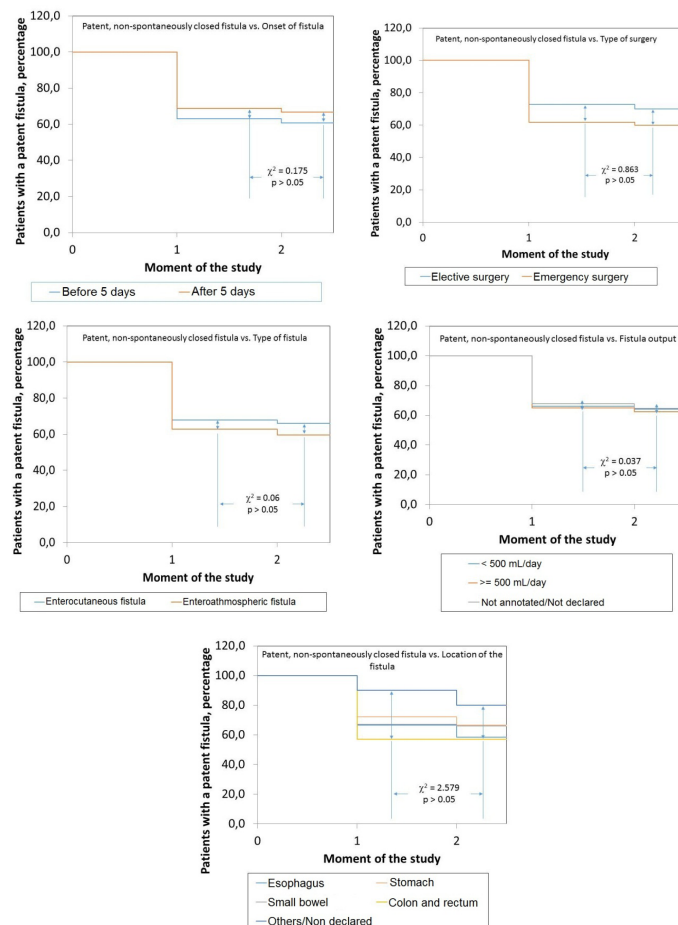 Patent, non-spontaneously closed fistula vs. Onset of fistula
Patients with a patent fistula, percentage
120,0
100,0
80,0
60,0
40,0
20,0
0,0
χ² = 0.175
p > 0.05
0
1
2
Moment of the study
Before 5 days
After 5 days
Patent, non-spontaneously closed fistula vs. Type of surgery
Patients with a patent fistula, percentage
120,0
100,0
80,0
60,0
40,0
20,0
0,0
χ² = 0.863
p > 0.05
0
1
2
Moment of the study
Elective surgery
Emergency surgery
Patent, non-spontaneously closed fistula vs. Type of fistula
Patients with a patent fistula, percentage
120,0
100,0
80,0
60,0
40,0
20,0
0,0
χ² = 0.06
p > 0.05
0
1
2
Moment of the study
Enterocutaneous fistula
Enteroathmospheric fistula
Patent, non-spontaneously closed fistula vs. Fistula output
Patients with a patent fistula, percentage
120,0
100,0
80,0
60,0
40,0
20,0
0,0
χ² = 0.037
p > 0.05
0
1
2
Moment of the study
< 500 mL/day
>= 500 mL/day
Not annotated/Not declared
Patent, non-spontaneously closed fistula vs. Location of the
fistula
Patients with a patent fistula, percentage
120,0
100,0
80,0
60,0
40,0
20,0
0,0
χ² = 2.579
p > 0.05
0
1
2
Moment of the study
Esophagus
Stomach
Small bowel
Colon and rectum
Others/Non declared